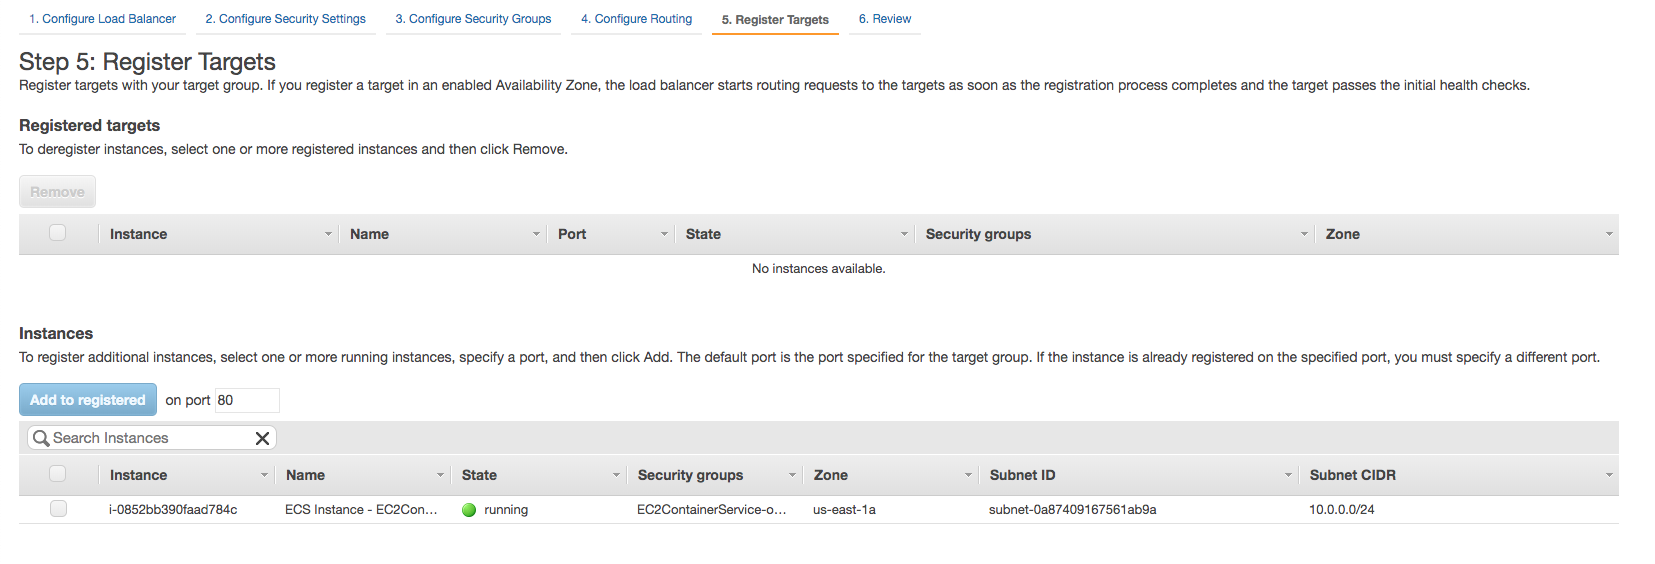 1. Configure Load Balancer 2. Configure Security Settings 3. Configure Security Groups 4. Configure Routing 5. Register Targets 6. Review
Step 5: Register Targets
Register targets with your target group. If you register a target in an enabled Availability Zone, the load balancer starts routing requests to the targets as soon as the registration process completes and the target passes the initial health checks.
Registered targets
To deregister instances, select one or more registered instances and then click Remove.
Remove
Instance Name Port State Security groups Zone
No instances available.
Instances
To register additional instances, select one or more running instances, specify a port, and then click Add. The default port is the port specified for the target group. If the instance is already registered on the specified port, you must specify a different port.
Add to registered on port 80
Search Instances
Instance Name State Security groups Zone Subnet ID Subnet CIDR
i-0852bb390faad784c ECS Instance - EC2Con... running EC2ContainerService-o... us-east-1a subnet-0a87409167561ab9a 10.0.0.0/24